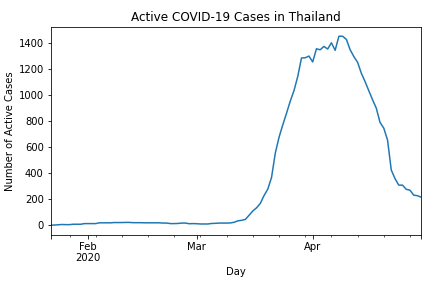 Active COVID-19 Cases in Thailand
1400
1200
1000
800
600
400
200
0
Number of Active Cases
Feb
2020
Mar
Apr
Day